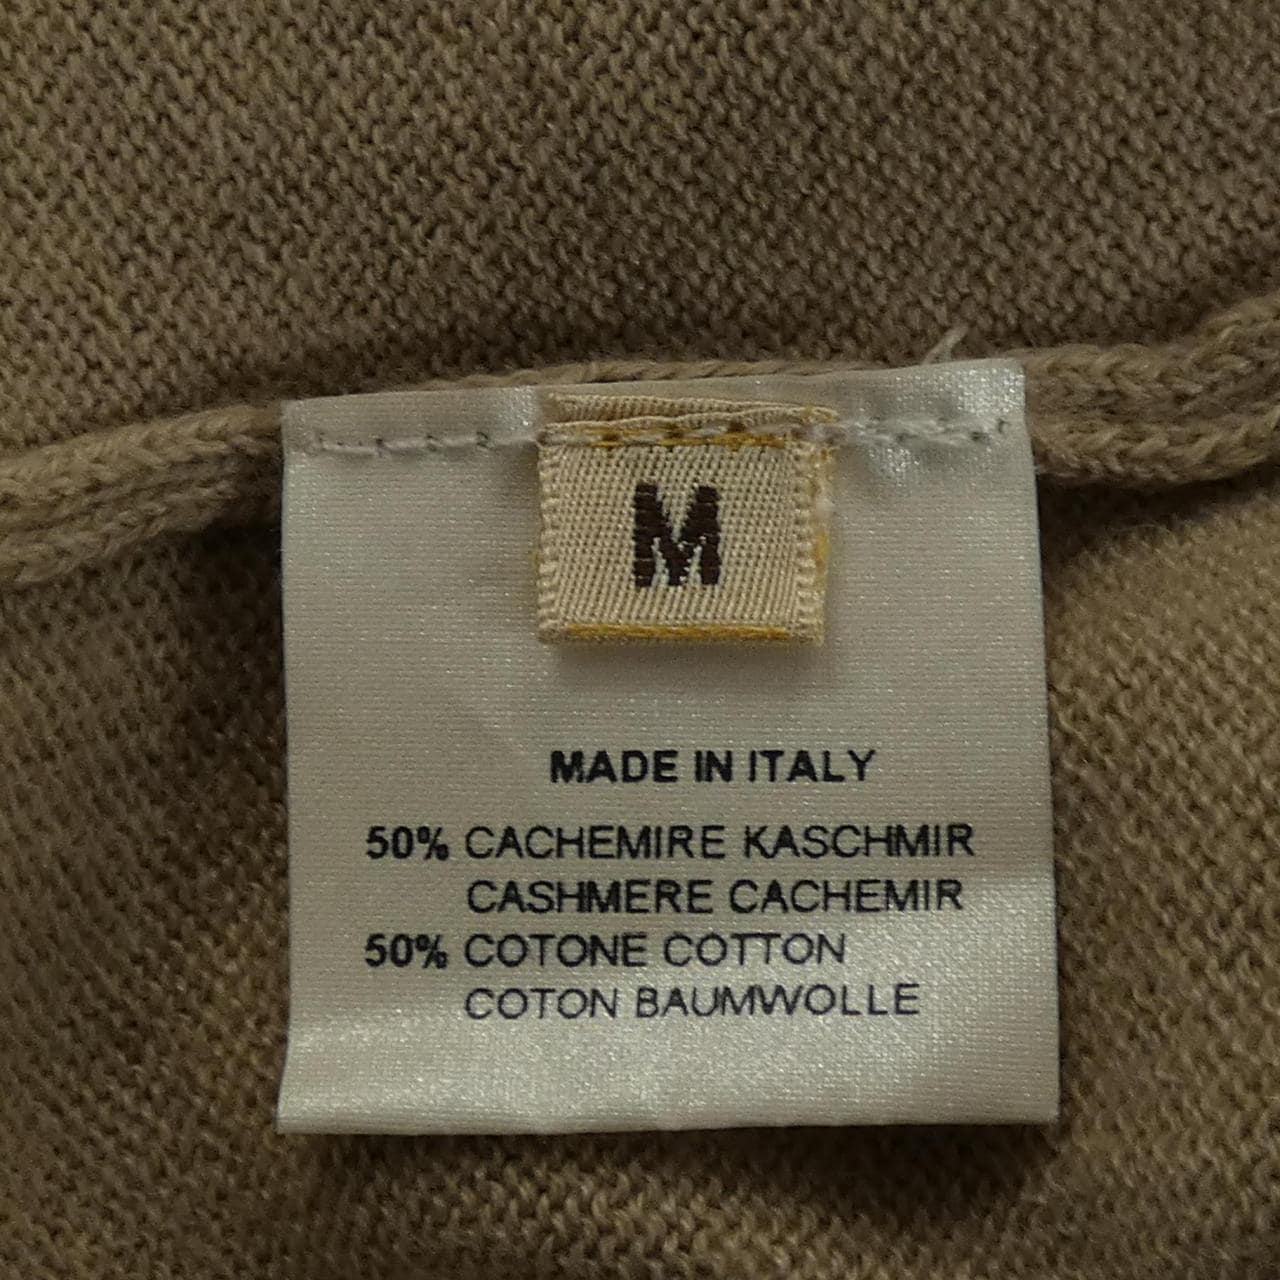 M
MADE IN ITALY
50% CACHEMIRE KASCHMIR
CASHMERE CACHEMIR
50% COTONE COTTON
COTON BAUMWOLLE